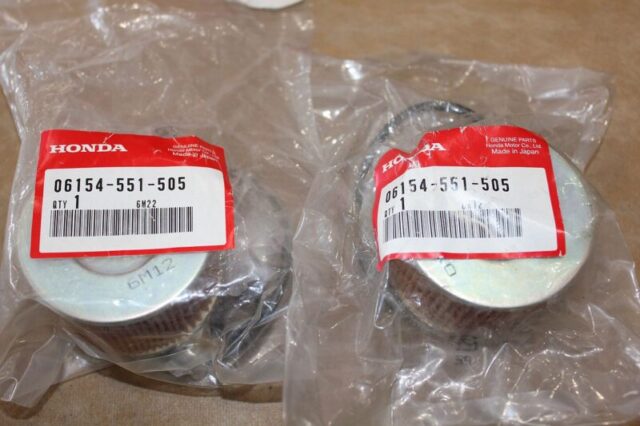 HONDA
GENUINE PARTS
Honda Motor Co., Ltd.
Made in Japan
06154-551-505
QTY 1
6M22
6M12
HONDA
GENUINE PARTS
Honda Motor Co., Ltd.
Made in Japan
06154-551-505
QTY 1